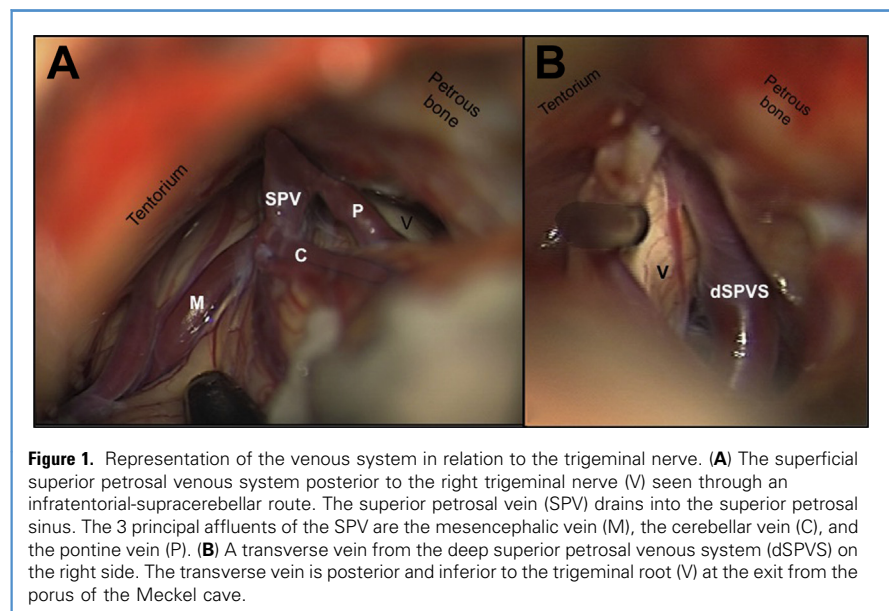 A
Tentorium
Petrous
bone
SPV
P
V
C
M
B
Tentorium
Petrous
bone
V
dSPVS
Figure 1. Representation of the venous system in relation to the trigeminal nerve. (A) The superficial
superior petrosal venous system posterior to the right trigeminal nerve (V) seen through an
infratentorial-supracerebellar route. The superior petrosal vein (SPV) drains into the superior petrosal
sinus. The 3 principal affluents of the SPV are the mesencephalic vein (M), the cerebellar vein (C), and
the pontine vein (P). (B) A transverse vein from the deep superior petrosal venous system (dSPVS) on
the right side. The transverse vein is posterior and inferior to the trigeminal root (V) at the exit from the
porus of the Meckel cave.